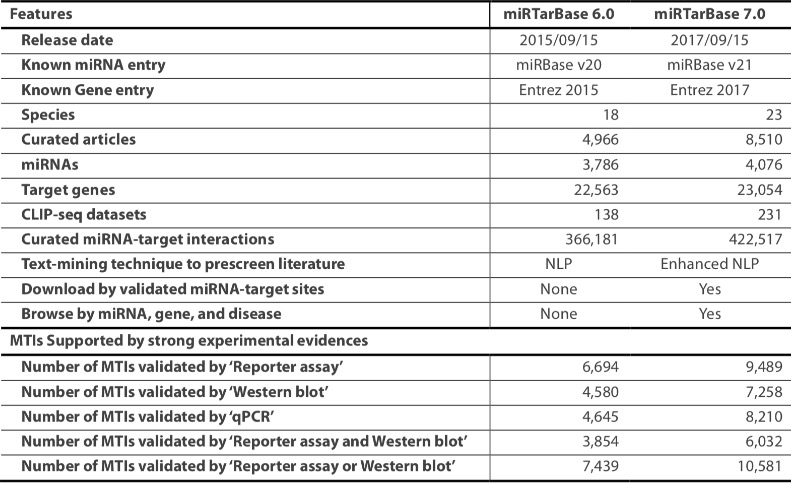 Features miRTarBase 6.0 miRTarBase 7.0
Release date 2015/09/15 2017/09/15
Known miRNA entry miRBase v20 miRBase v21
Known Gene entry Entrez 2015 Entrez 2017
Species 18 23
Curated articles 4,966 8,510
miRNAs 3,786 4,076
Target genes 22,563 23,054
CLIP-seq datasets 138 231
Curated miRNA-target interactions 366,181 422,517
Text-mining technique to prescreen literature NLP Enhanced NLP
Download by validated miRNA-target sites None Yes
Browse by miRNA, gene, and disease None Yes
MTIs Supported by strong experimental evidences
Number of MTIs validated by ‘Reporter assay’ 6,694 9,489
Number of MTIs validated by ‘Western blot’ 4,580 7,258
Number of MTIs validated by ‘qPCR’ 4,645 8,210
Number of MTIs validated by ‘Reporter assay and Western blot’ 3,854 6,032
Number of MTIs validated by ‘Reporter assay or Western blot’ 7,439 10,581